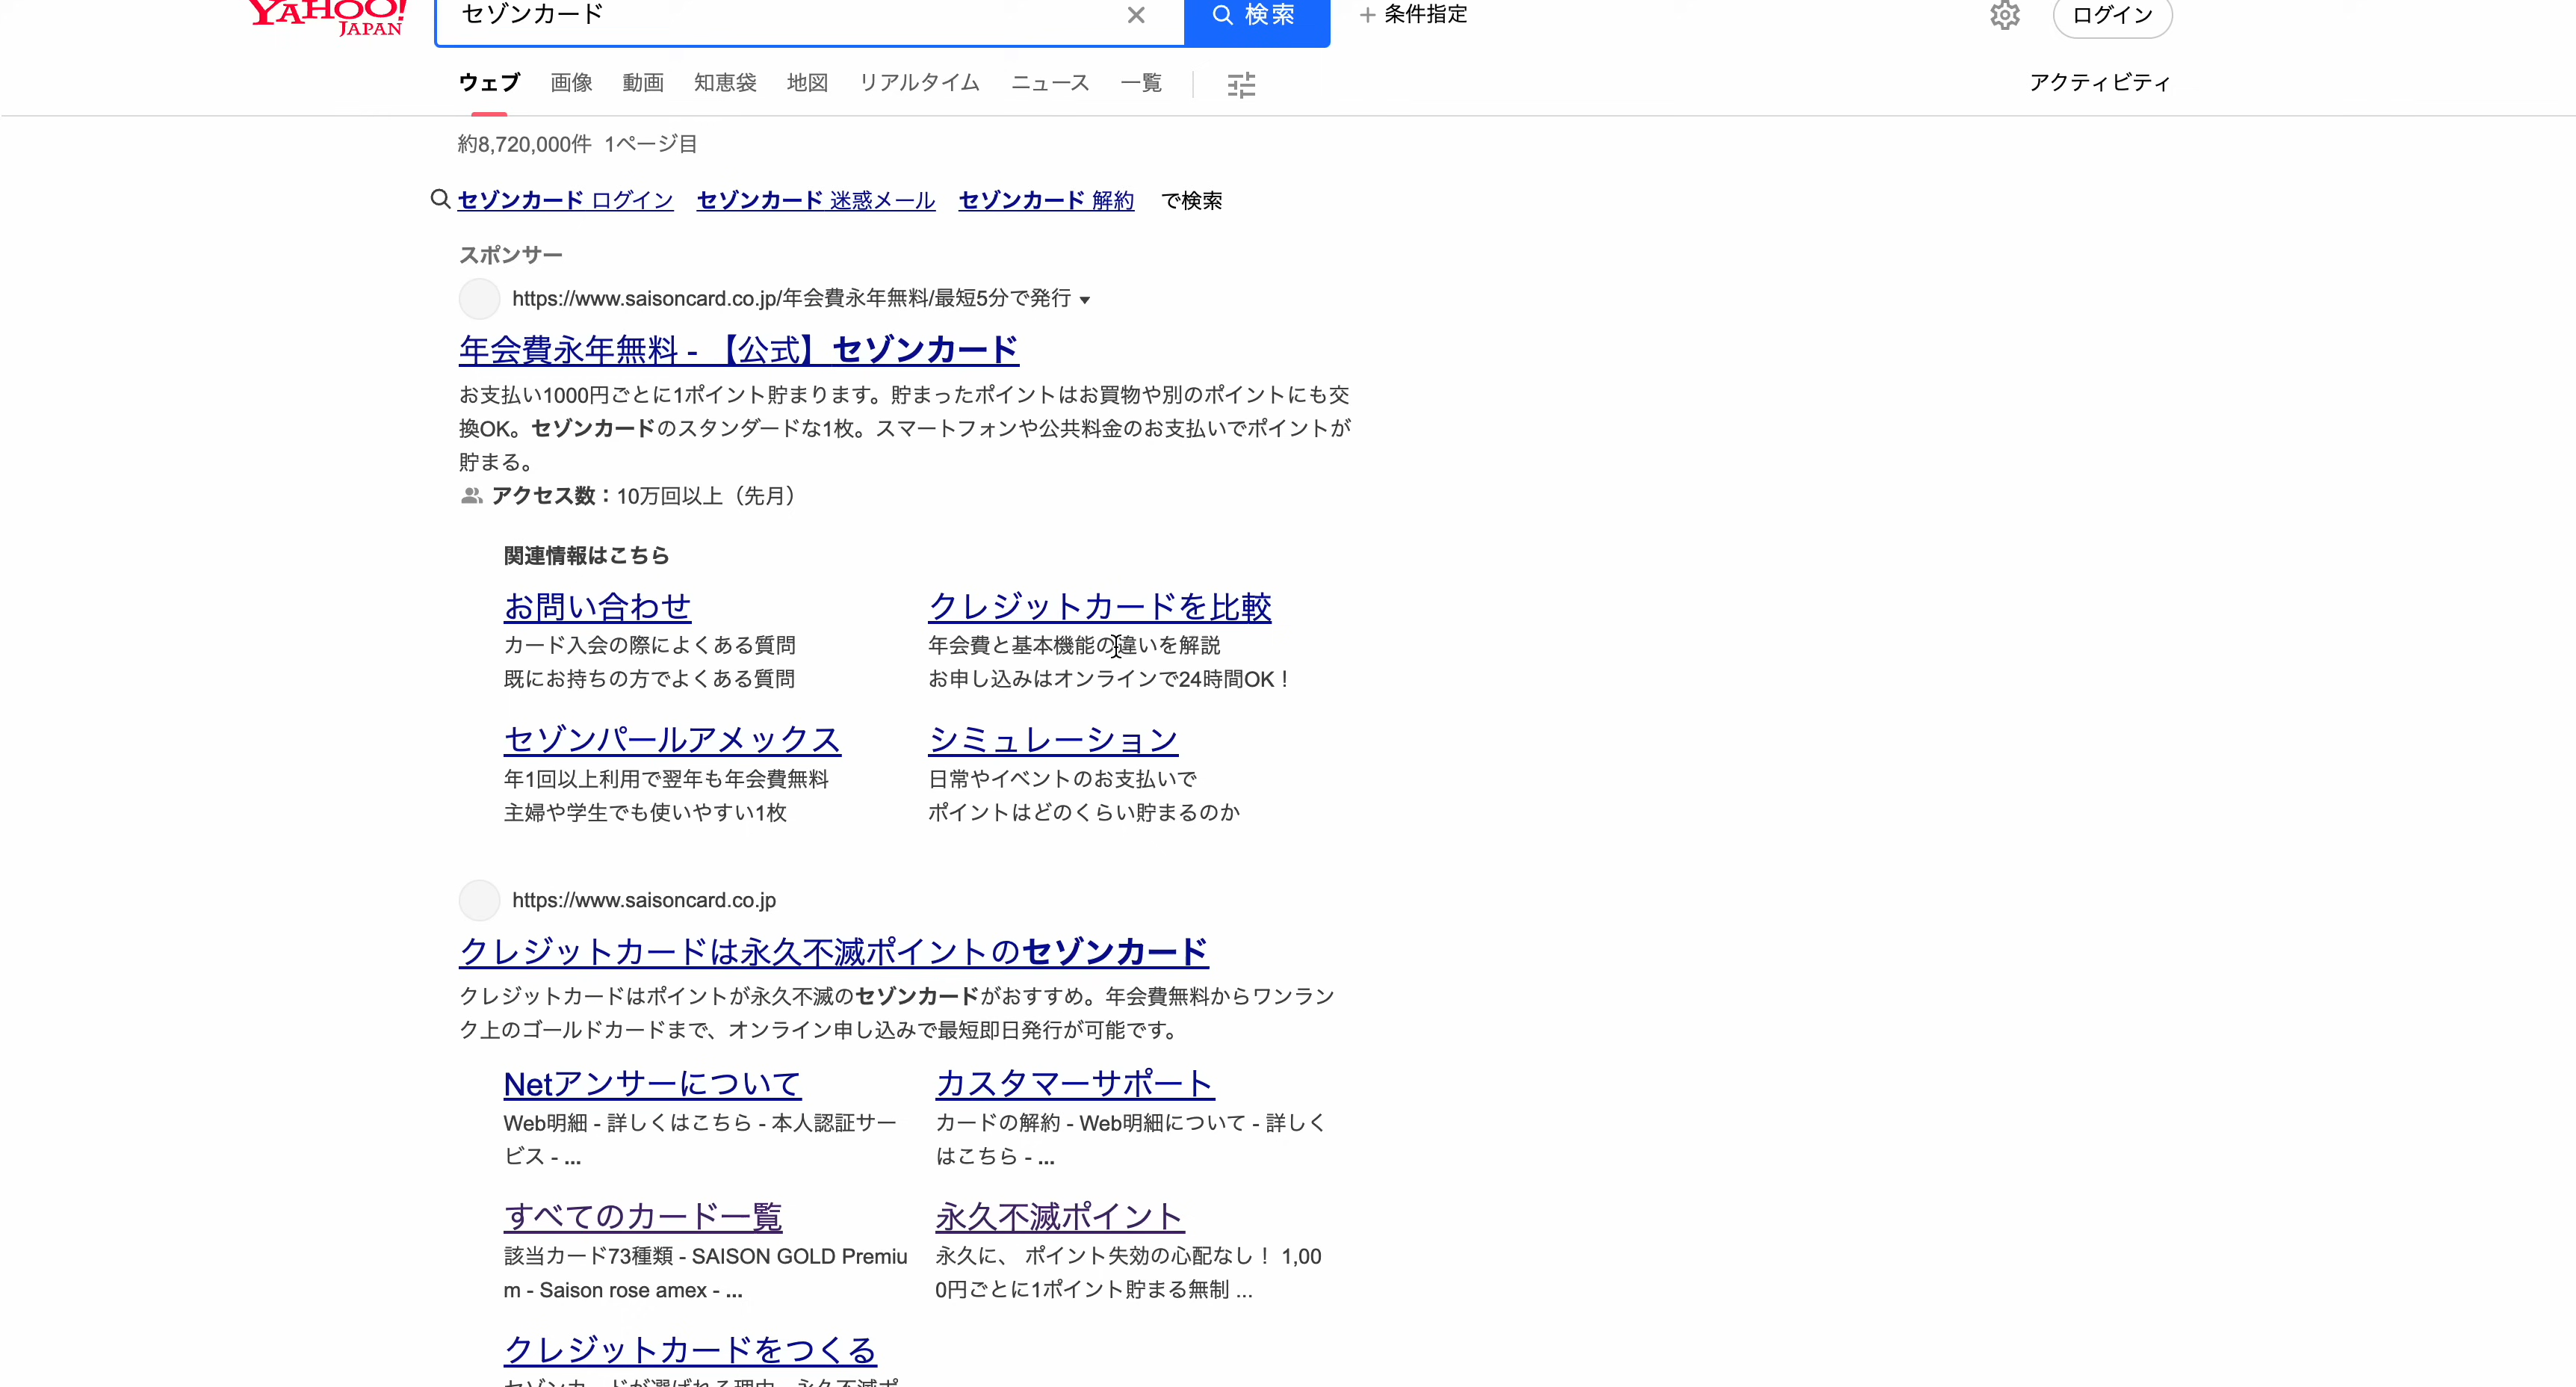 YAHOO! JAPAN
セゾンカード
検索
＋ 条件指定
ログイン
ウェブ 画像 動画 知恵袋 地図 リアルタイム ニュース 一覧
アクティビティ
約8,720,000件 1ページ目
セゾンカード ログイン セゾンカード 迷惑メール セゾンカード 解約 で検索
スポンサー
https://www.saisoncard.co.jp/年会費永年無料/最短5分で発行
年会費永年無料 - 【公式】セゾンカード
お支払い1000円ごとに1ポイント貯まります。貯まったポイントはお買物や別のポイントにも交
換OK。セゾンカードのスタンダードな1枚。スマートフォンや公共料金のお支払いでポイントが
貯まる。
アクセス数：10万回以上（先月）
関連情報はこちら
お問い合わせ
カード入会の際によくある質問
既にお持ちの方でよくある質問
クレジットカードを比較
年会費と基本機能の違いを解説
お申し込みはオンラインで24時間OK！
セゾンパールアメックス
年1回以上利用で翌年も年会費無料
主婦や学生でも使いやすい1枚
シミュレーション
日常やイベントのお支払いで
ポイントはどのくらい貯まるのか
https://www.saisoncard.co.jp
クレジットカードは永久不滅ポイントのセゾンカード
クレジットカードはポイントが永久不滅のセゾンカードがおすすめ。年会費無料からワンラン
ク上のゴールドカードまで、オンライン申し込みで最短即日発行が可能です。
Netアンサーについて
Web明細 - 詳しくはこちら - 本人認証サー
ビス - ...
カスタマーサポート
カードの解約 - Web明細について - 詳しく
はこちら - ...
すべてのカード一覧
該当カード73種類 - SAISON GOLD Premiu
m - Saison rose amex - ...
永久不滅ポイント
永久に、 ポイント失効の心配なし！ 1,00
0円ごとに1ポイント貯まる無制 ...
クレジットカードをつくる
セゾンカードが選ばれる理由 - 永久不滅ポ